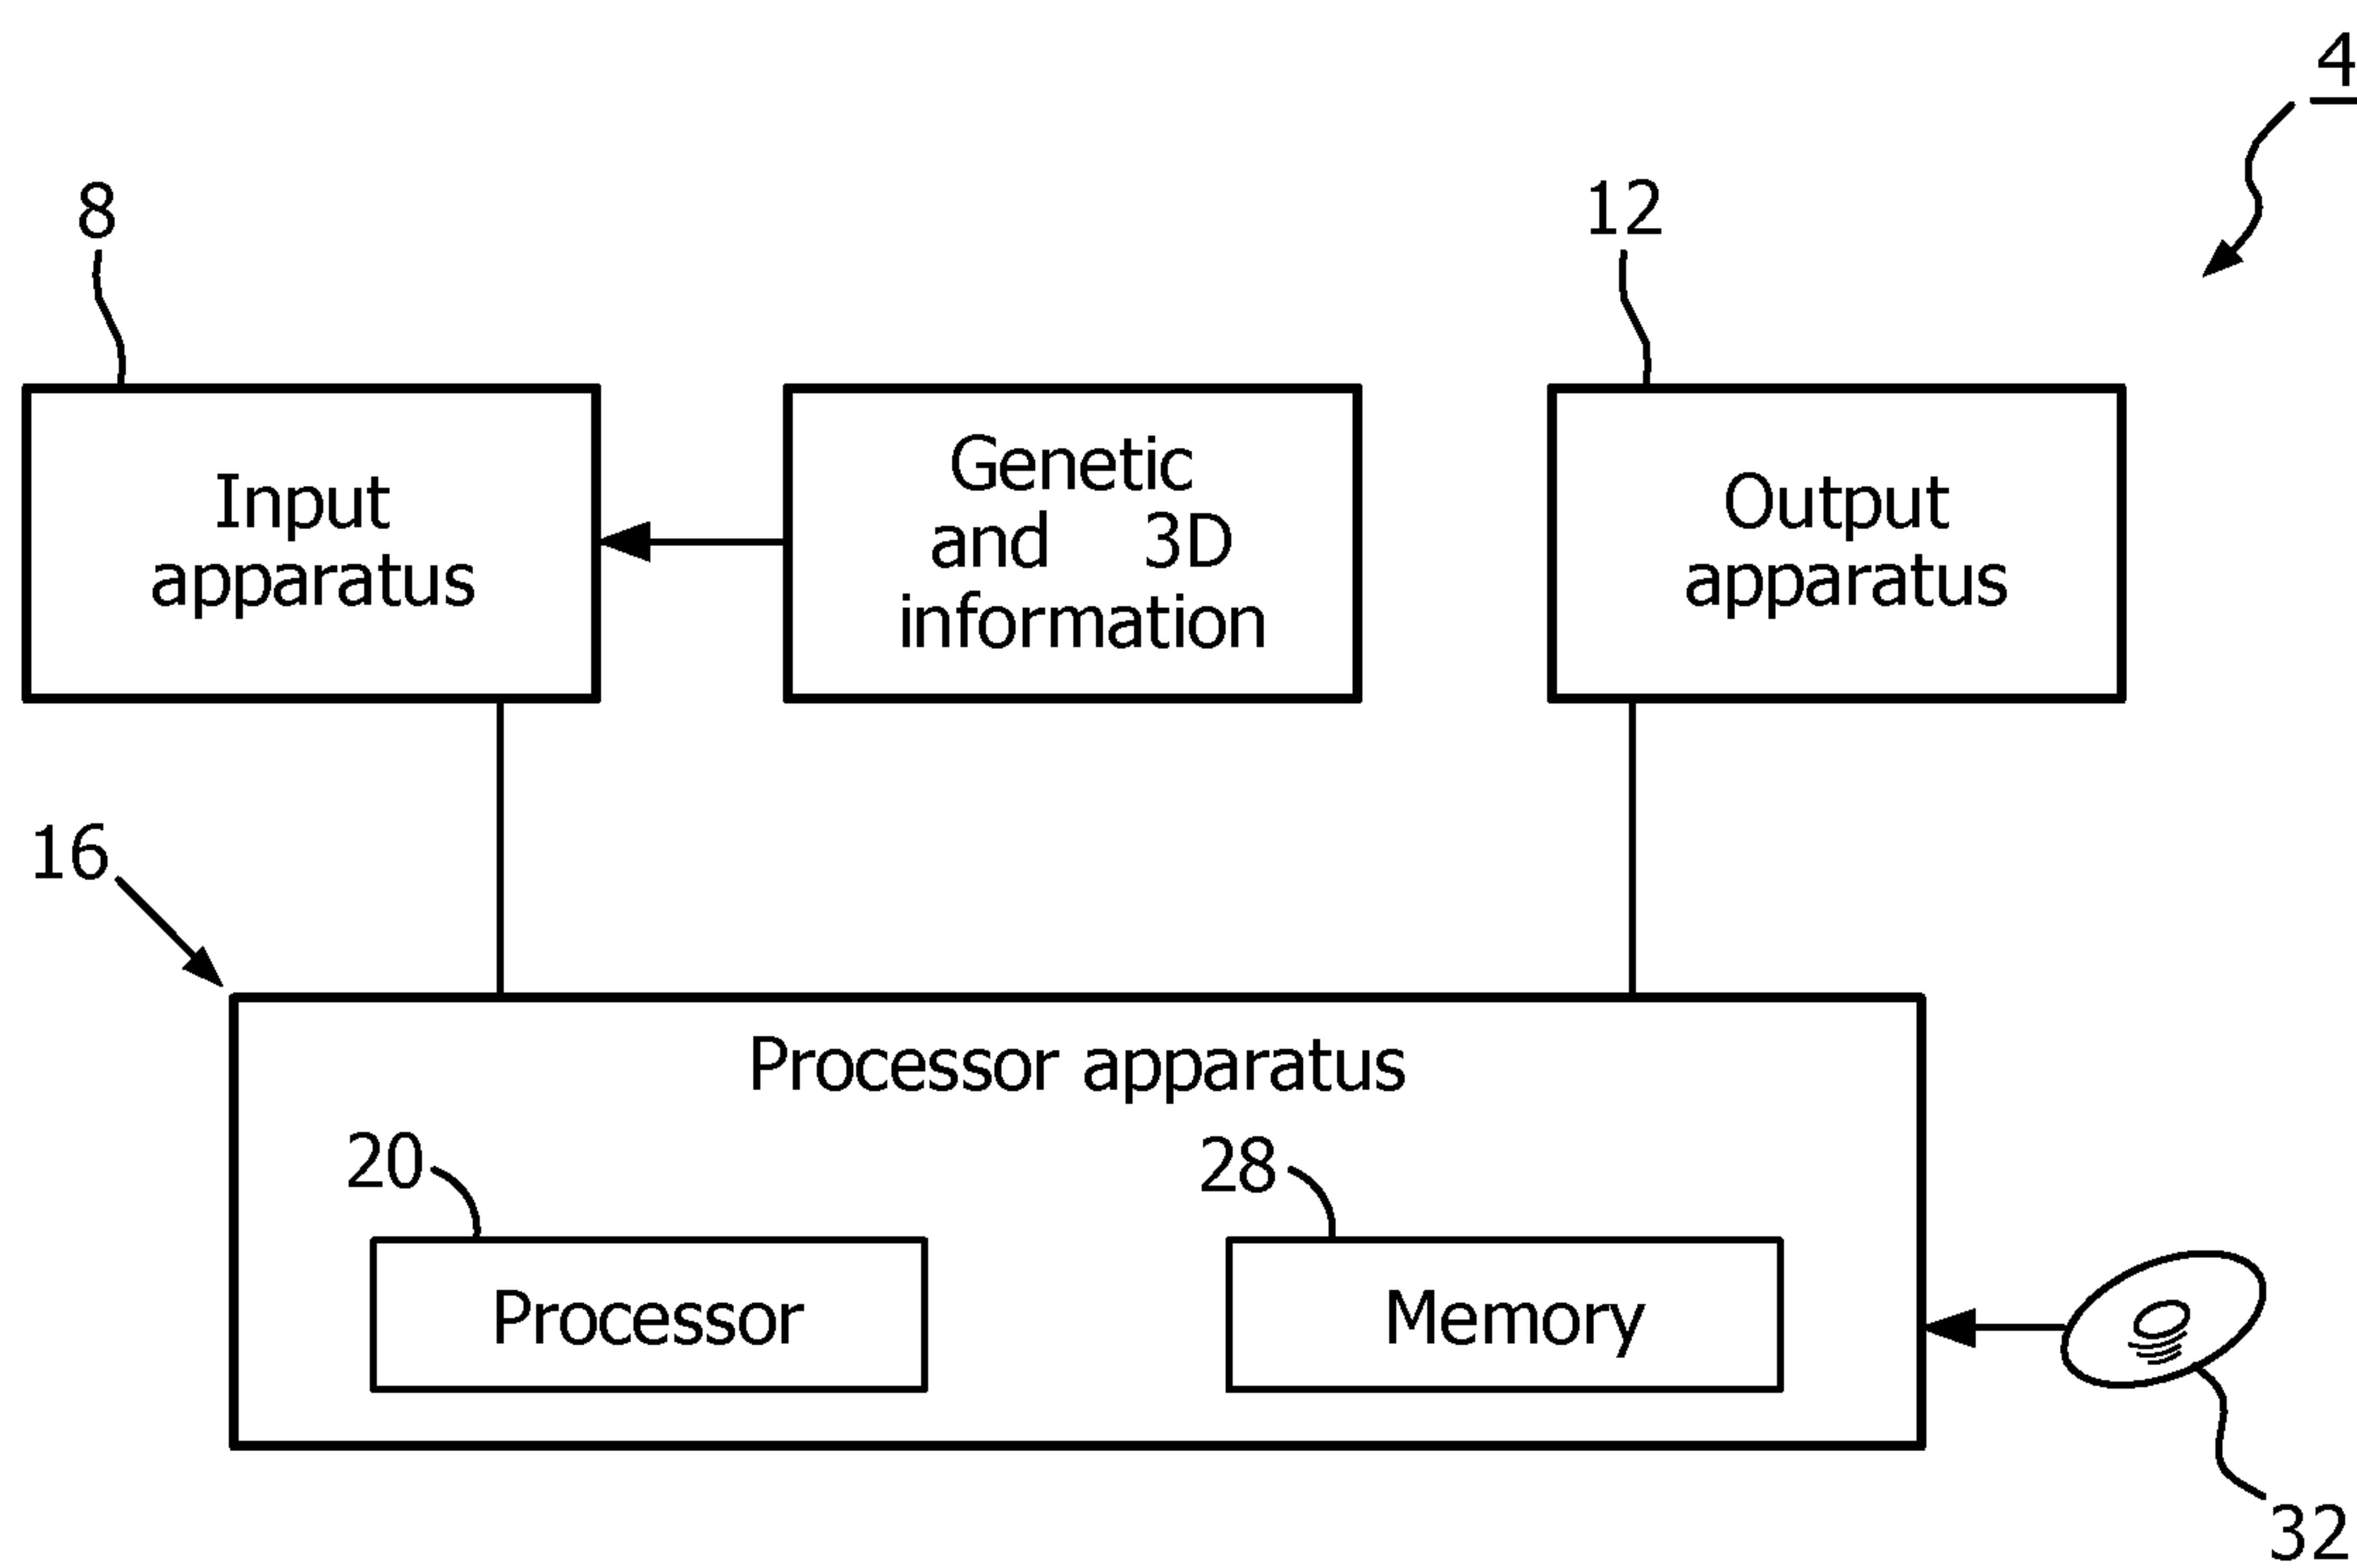 4
8
12
Input
apparatus
Genetic
and 3D
information
Output
apparatus
16
Processor apparatus
20
28
Processor
Memory
32